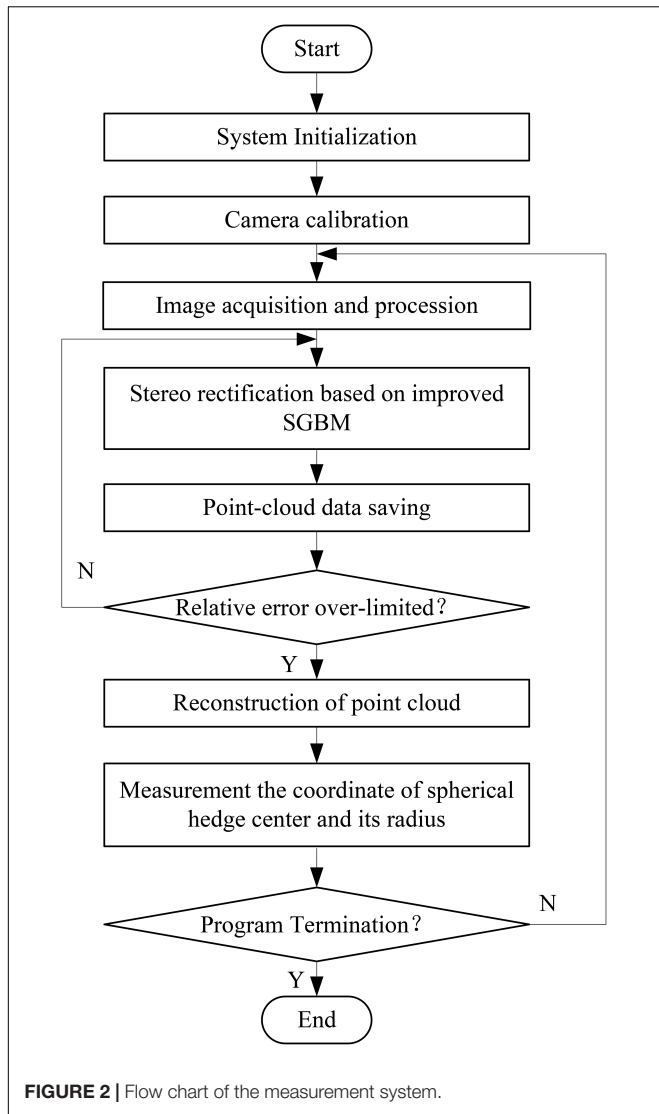 Start
System Initialization
Camera calibration
Image acquisition and procession
Stereo rectification based on improved
SGBM
Point-cloud data saving
N
Relative error over-limited？
Y
Reconstruction of point cloud
Measurement the coordinate of spherical
hedge center and its radius
N
Program Termination？
Y
End
FIGURE 2 | Flow chart of the measurement system.